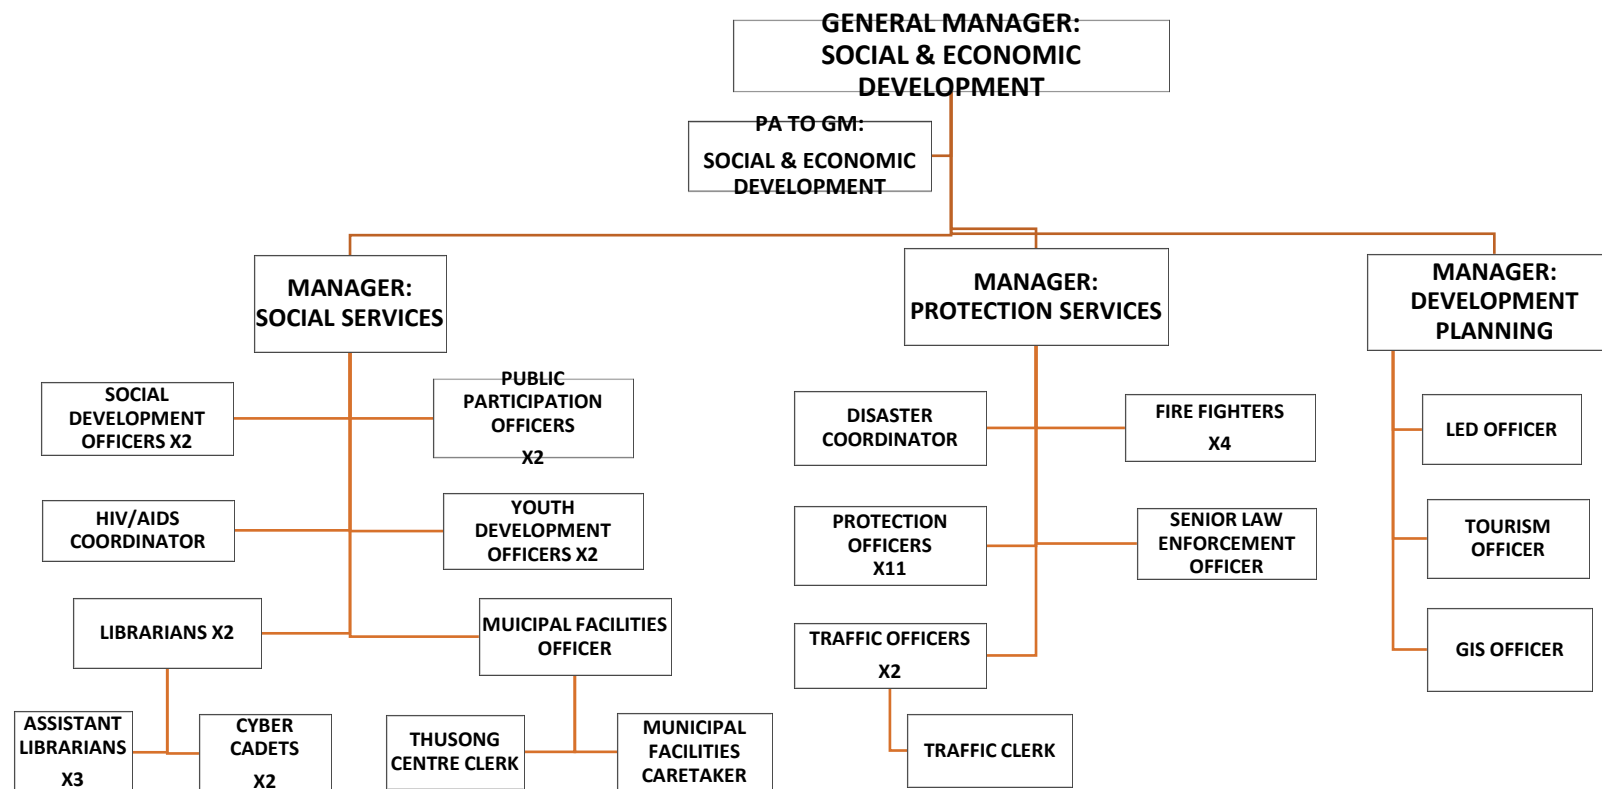 GENERAL MANAGER:
SOCIAL & ECONOMIC
DEVELOPMENT
PA TO GM:
SOCIAL & ECONOMIC
DEVELOPMENT
MANAGER:
SOCIAL SERVICES
MANAGER:
PROTECTION SERVICES
MANAGER:
DEVELOPMENT
PLANNING
SOCIAL
DEVELOPMENT
OFFICERS X2
PUBLIC
PARTICIPATION
OFFICERS
X2
DISASTER
COORDINATOR
FIRE FIGHTERS
X4
LED OFFICER
HIV/AIDS
COORDINATOR
YOUTH
DEVELOPMENT
OFFICERS X2
PROTECTION
OFFICERS
X11
SENIOR LAW
ENFORCEMENT
OFFICER
TOURISM
OFFICER
LIBRARIANS X2
MUICIPAL FACILITIES
OFFICER
TRAFFIC OFFICERS
X2
GIS OFFICER
ASSISTANT
LIBRARIANS
X3
CYBER
CADETS
X2
THUSONG
CENTRE CLERK
MUNICIPAL
FACILITIES
CARETAKER
TRAFFIC CLERK